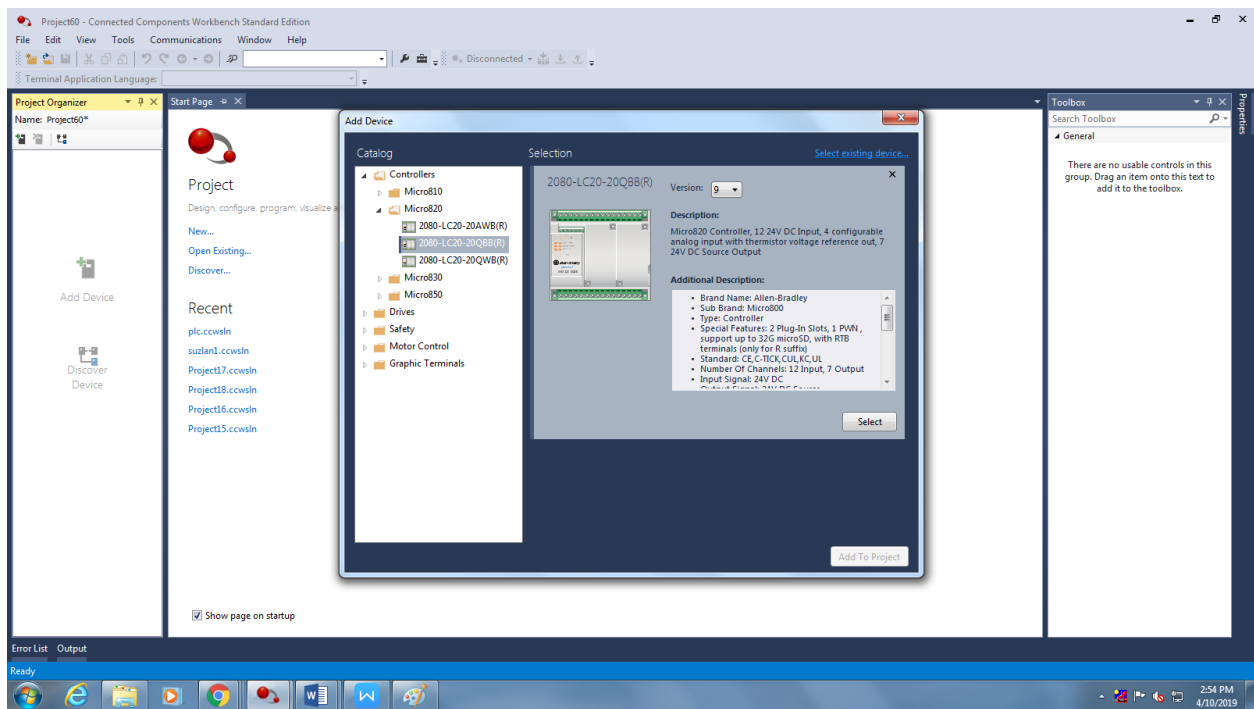 Project60 - Connected Components Workbench Standard Edition
File Edit View Tools Communications Window Help
Disconnected
Terminal Application Language:
Project Organizer
Name: Project60*
Add Device
Discover
Device
Start Page
Project
Design, configure, program, visualize a
New...
Open Existing...
Discover...
Recent
plc.ccwsln
suzlan1.ccwsln
Project17.ccwsln
Project18.ccwsln
Project16.ccwsln
Project15.ccwsln
Show page on startup
Add Device
Catalog
Controllers
Micro810
Micro820
2080-LC20-20AWB(R)
2080-LC20-20QBB(R)
2080-LC20-20QWB(R)
Micro830
Micro850
Drives
Safety
Motor Control
Graphic Terminals
Selection
Select existing device...
2080-LC20-20QBB(R)
Version: 9
Description:
Micro820 Controller, 12 24V DC Input, 4 configurable
analog input with thermistor voltage reference out, 7
24V DC Source Output
Additional Description:
• Brand Name: Allen-Bradley
• Sub Brand: Micro800
• Type: Controller
• Special Features: 2 Plug-In Slots, 1 PWN ,
support up to 32G microSD, with RTB
terminals (only for R suffix)
• Standard: CE,C-TICK,CUL,KC,UL
• Number Of Channels: 12 Input, 7 Output
• Input Signal: 24V DC
Output Signal: 24V DC Source
Select
Add To Project
Toolbox
Search Toolbox
General
There are no usable controls in this
group. Drag an item onto this text to
add it to the toolbox.
Properties
Error List Output
Ready
2:54 PM
4/10/2019